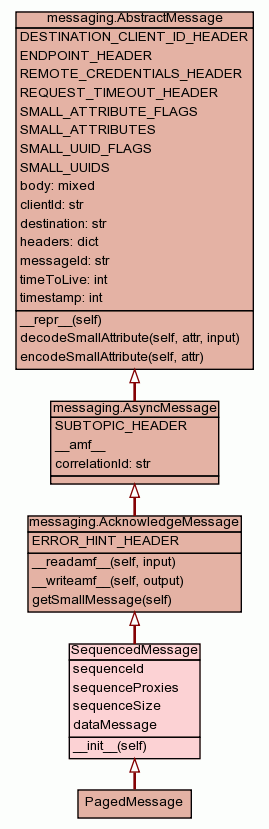 messaging.AbstractMessage
DESTINATION_CLIENT_ID_HEADER
ENDPOINT_HEADER
REMOTE_CREDENTIALS_HEADER
REQUEST_TIMEOUT_HEADER
SMALL_ATTRIBUTE_FLAGS
SMALL_ATTRIBUTES
SMALL_UUID_FLAGS
SMALL_UUIDS
body: mixed
clientId: str
destination: str
headers: dict
messageId: str
timeToLive: int
timestamp: int
__repr__(self)
decodeSmallAttribute(self, attr, input)
encodeSmallAttribute(self, attr)
messaging.AsyncMessage
SUBTOPIC_HEADER
__amf__
correlationId: str
messaging.AcknowledgeMessage
ERROR_HINT_HEADER
__readamf__(self, input)
__writeamf__(self, output)
getSmallMessage(self)
SequencedMessage
sequenceId
sequenceProxies
sequenceSize
dataMessage
__init__(self)
PagedMessage